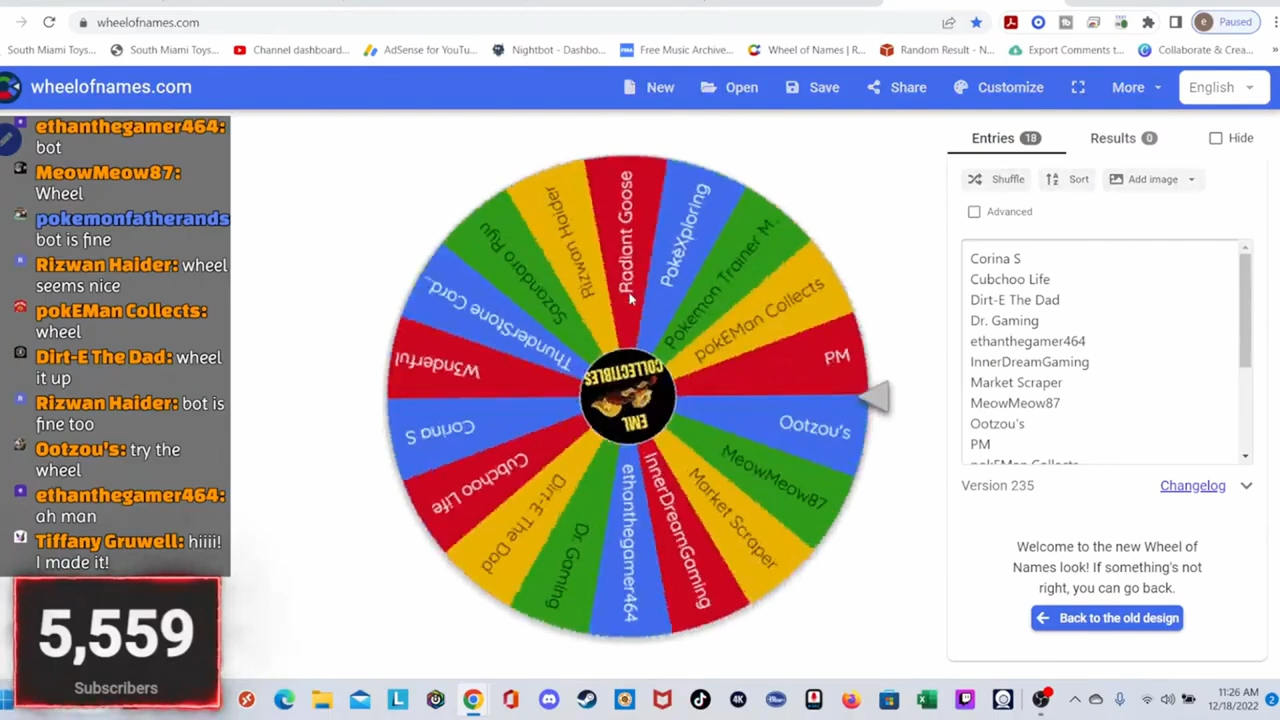 wheelofnames.com
Paused
South Miami Toys...
South Miami Toys...
Channel dashboard...
AdSense for YouTu...
Nightbot - Dashbo...
Free Music Archive...
Wheel of Names | R...
Random Result - N...
Export Comments t...
Collaborate & Crea...
wheelofnames.com
New
Open
Save
Share
Customize
More
English
ethanthegamer464:
bot
MeowMeow87:
Wheel
pokemonfatherands
bot is fine
Rizwan Haider: wheel
seems nice
pokEMan Collects:
wheel
Dirt-E The Dad: wheel
it up
Rizwan Haider: bot is
fine too
Ootzou's: try the
wheel
ethanthegamer464:
ah man
Tiffany Gruwell: hiiii!
I made it!
5,559
Subscribers
Radiant Goose
PokéXploring
Pokemon Trainer M.
pokEMan Collects
PM
Ootzou's
MeowMeow87
Market Scraper
InnerDreamGaming
ethanthegamer464
Dr. Gaming
Dirt-E The Dad
Cubchoo Life
Corina S
W3nderful
ThunderStone Card..
Sazandora Ryu
Rizwan Haider
EML
COLLECTIBLES
Entries 18
Results 0
Hide
Shuffle
Sort
Add image
Advanced
Corina S
Cubchoo Life
Dirt-E The Dad
Dr. Gaming
ethanthegamer464
InnerDreamGaming
Market Scraper
MeowMeow87
Ootzou's
PM
pokEMan Collects
Version 235
Changelog
Welcome to the new Wheel of
Names look! If something's not
right, you can go back.
Back to the old design
11:26 AM
12/18/2022